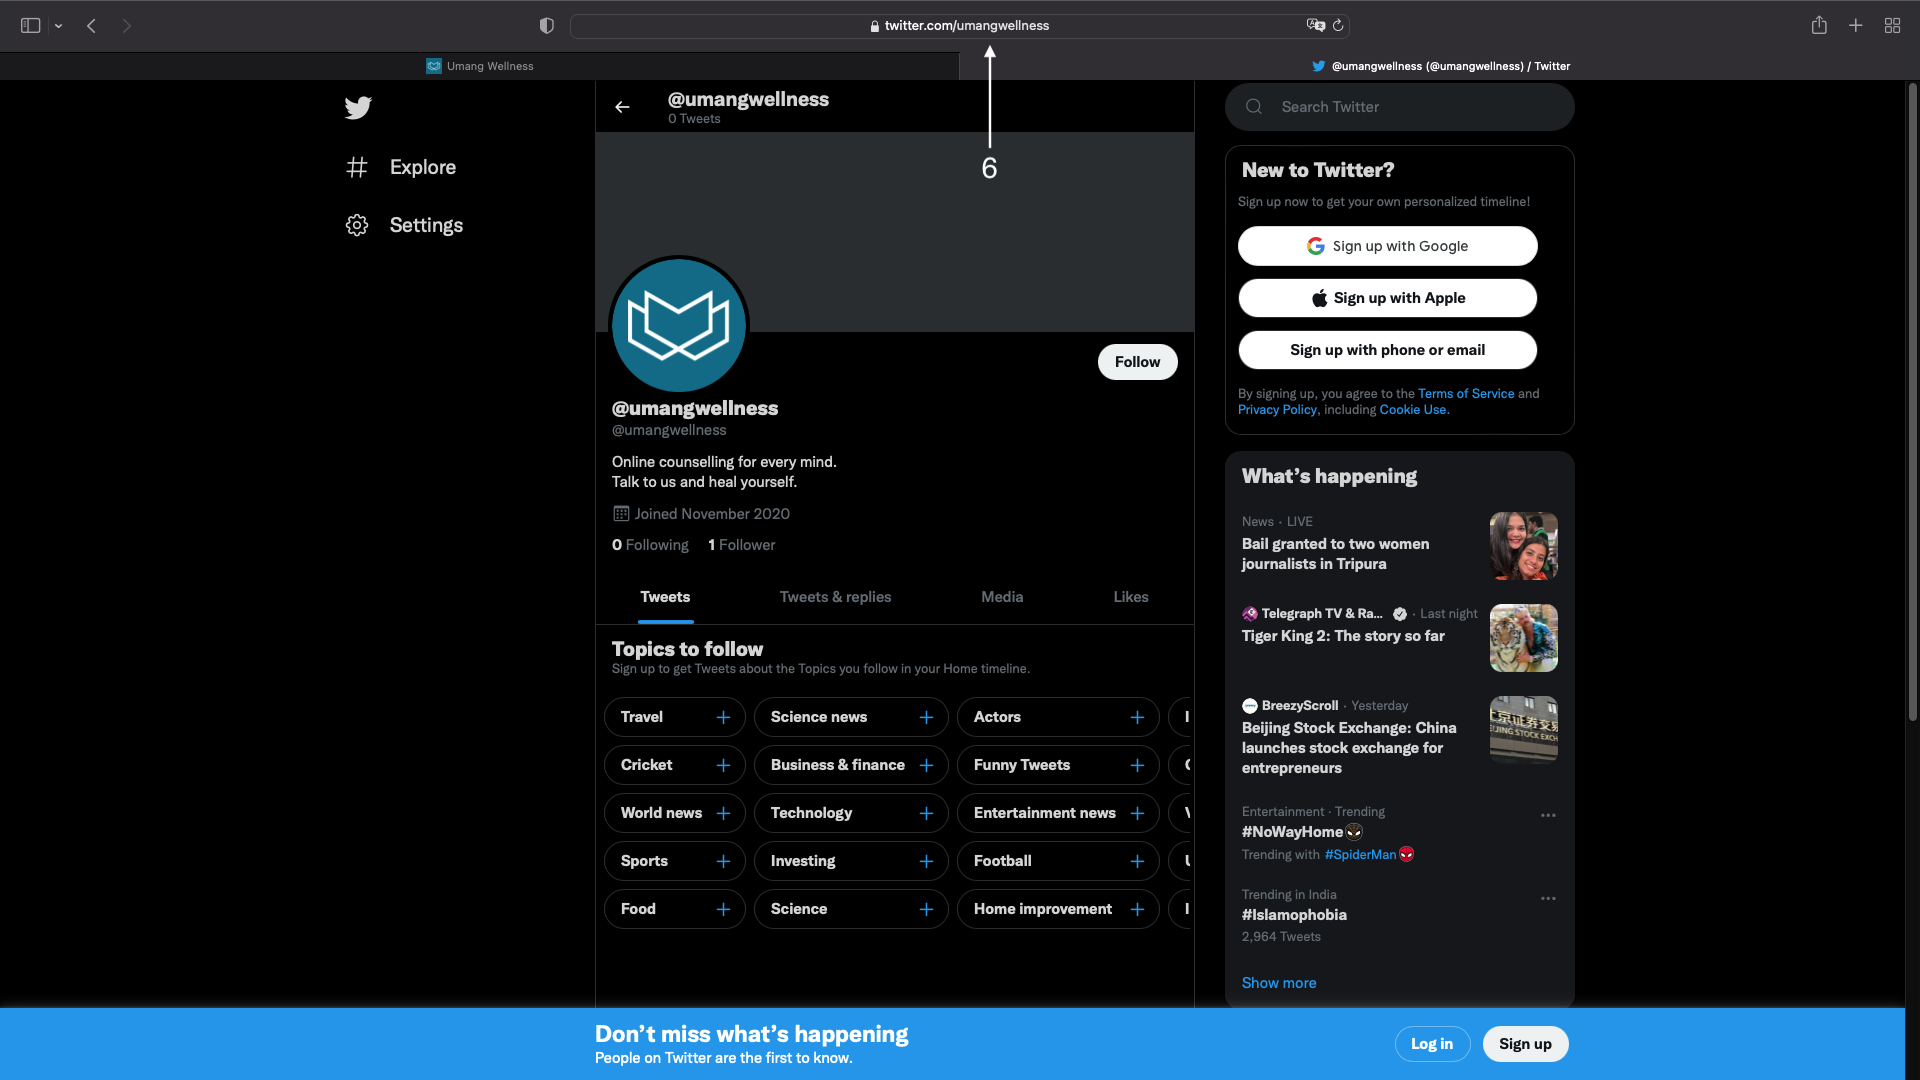 twitter.com/umangwellness
Umang Wellness
@umangwellness (@umangwellness) / Twitter
6
Explore
Settings
@umangwellness
0 Tweets
Follow
@umangwellness
@umangwellness
Online counselling for every mind.
Talk to us and heal yourself.
Joined November 2020
0 Following 1 Follower
Tweets Tweets & replies Media Likes
Topics to follow
Sign up to get Tweets about the Topics you follow in your Home timeline.
Travel Science news Actors
Cricket Business & finance Funny Tweets
World news Technology Entertainment news
Sports Investing Football
Food Science Home improvement
Search Twitter
New to Twitter?
Sign up now to get your own personalized timeline!
Sign up with Google
Sign up with Apple
Sign up with phone or email
By signing up, you agree to the Terms of Service and
Privacy Policy, including Cookie Use.
What’s happening
News · LIVE
Bail granted to two women
journalists in Tripura
Telegraph TV & Ra... · Last night
Tiger King 2: The story so far
BreezyScroll · Yesterday
Beijing Stock Exchange: China
launches stock exchange for
entrepreneurs
Entertainment · Trending
#NoWayHome
Trending with #SpiderMan
Trending in India
#Islamophobia
2,964 Tweets
Show more
Don’t miss what’s happening
People on Twitter are the first to know.
Log in
Sign up